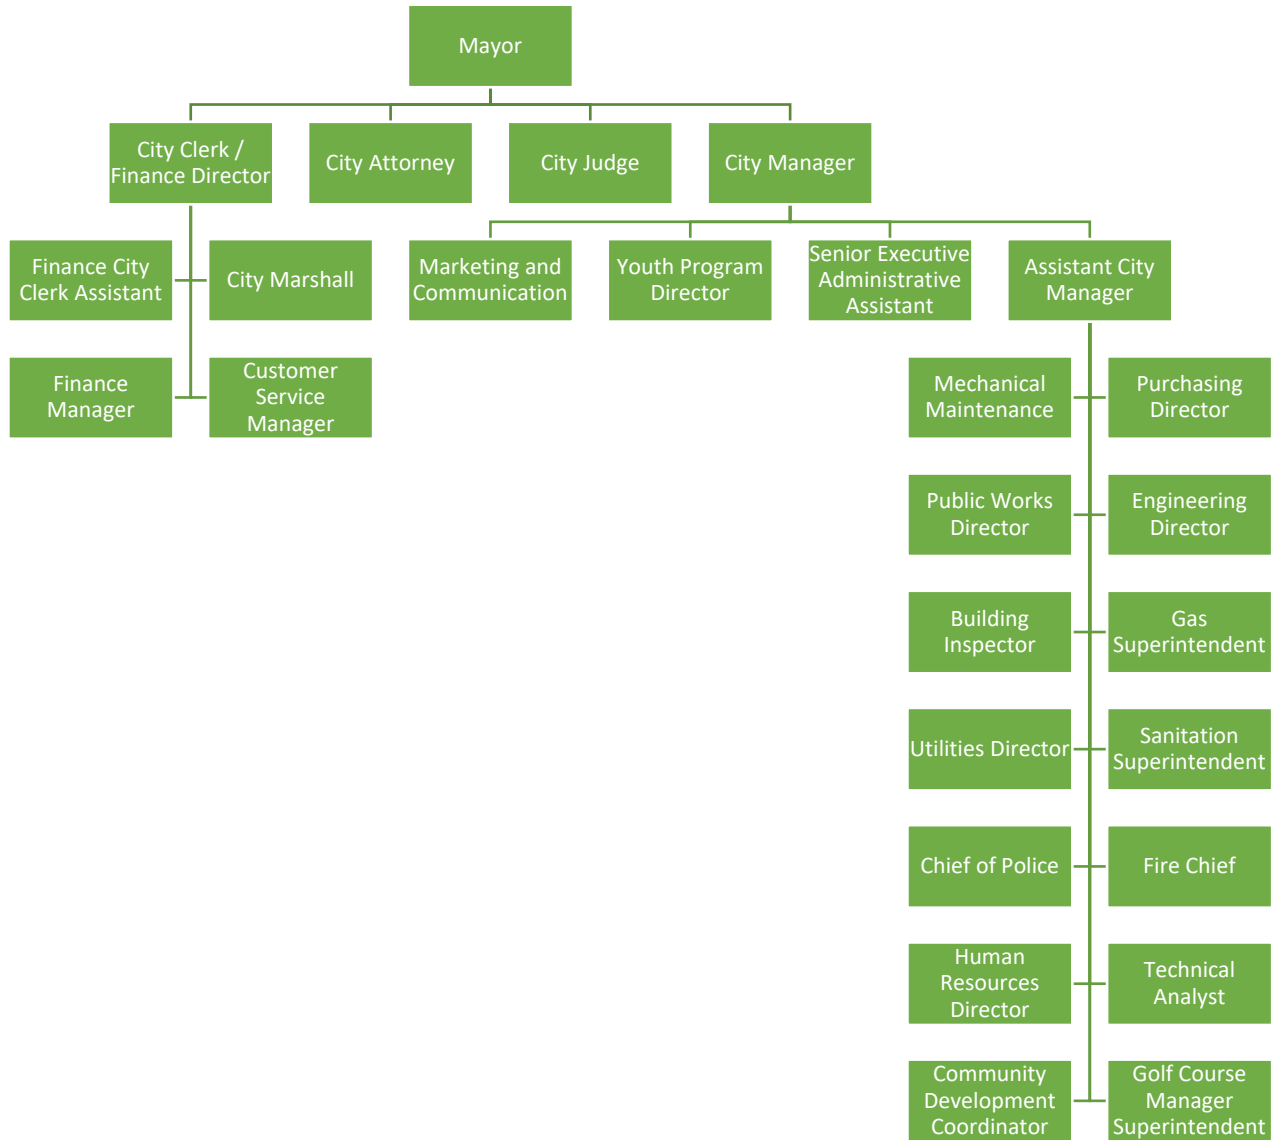 Mayor
City Clerk /
Finance Director
City Attorney
City Judge
City Manager
Finance City
Clerk Assistant
City Marshall
Marketing and
Communication
Youth Program
Director
Senior Executive
Administrative
Assistant
Assistant City
Manager
Finance
Manager
Customer
Service
Manager
Mechanical
Maintenance
Purchasing
Director
Public Works
Director
Engineering
Director
Building
Inspector
Gas
Superintendent
Utilities Director
Sanitation
Superintendent
Chief of Police
Fire Chief
Human
Resources
Director
Technical
Analyst
Community
Development
Coordinator
Golf Course
Manager
Superintendent